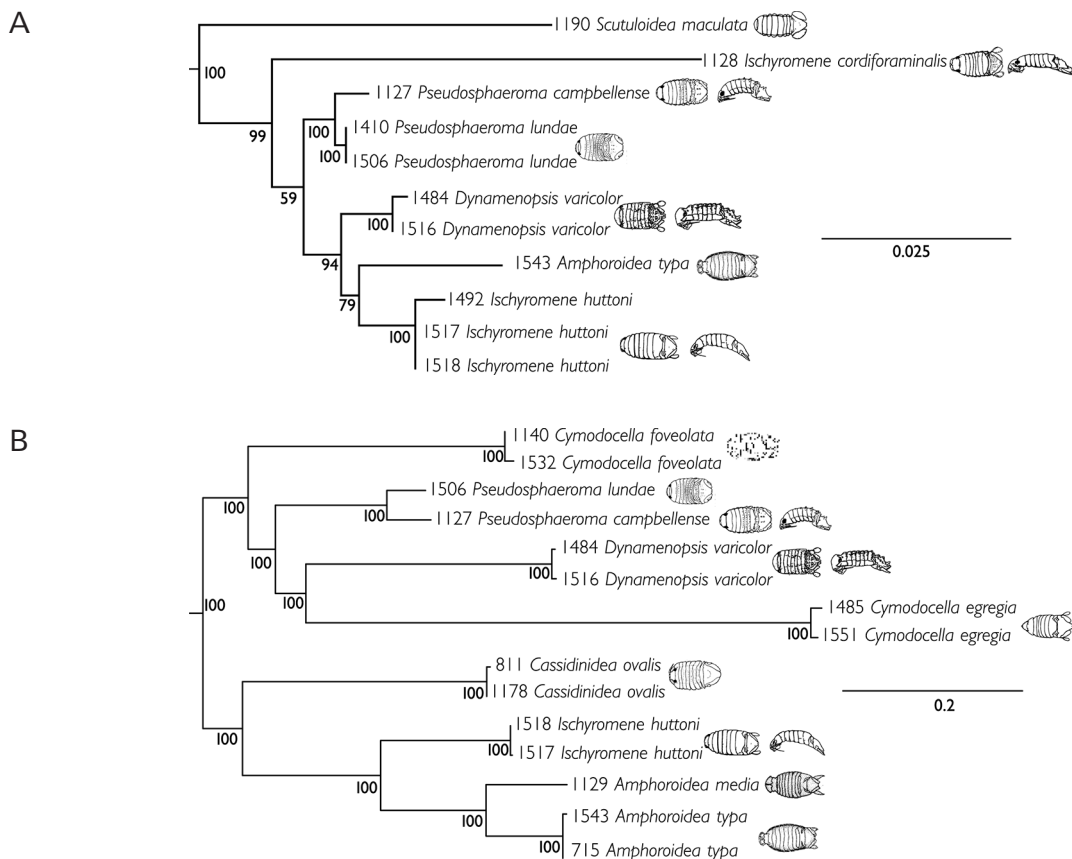 A
1190 Scutuloidea maculata
100
1128 Ischyromene cordiforaminalis
1127 Pseudosphaeroma campbellense
99
100
1410 Pseudosphaeroma lundae
100
1506 Pseudosphaeroma lundae
59
1484 Dynamenopsis varicolor
100
1516 Dynamenopsis varicolor
0.025
94
1543 Amphoroidea typa
79
1492 Ischyromene huttoni
100
1517 Ischyromene huttoni
1518 Ischyromene huttoni
B
1140 Cymodocella foveolata
100
1532 Cymodocella foveolata
100
1506 Pseudosphaeroma lundae
100
1127 Pseudosphaeroma campbellense
100
1484 Dynamenopsis varicolor
100
1516 Dynamenopsis varicolor
100
100
1485 Cymodocella egregia
100
1551 Cymodocella egregia
811 Cassidinidea ovalis
100
1178 Cassidinidea ovalis
0.2
100
1518 Ischyromene huttoni
100
1517 Ischyromene huttoni
100
1129 Amphoroidea media
100
1543 Amphoroidea typa
100
715 Amphoroidea typa